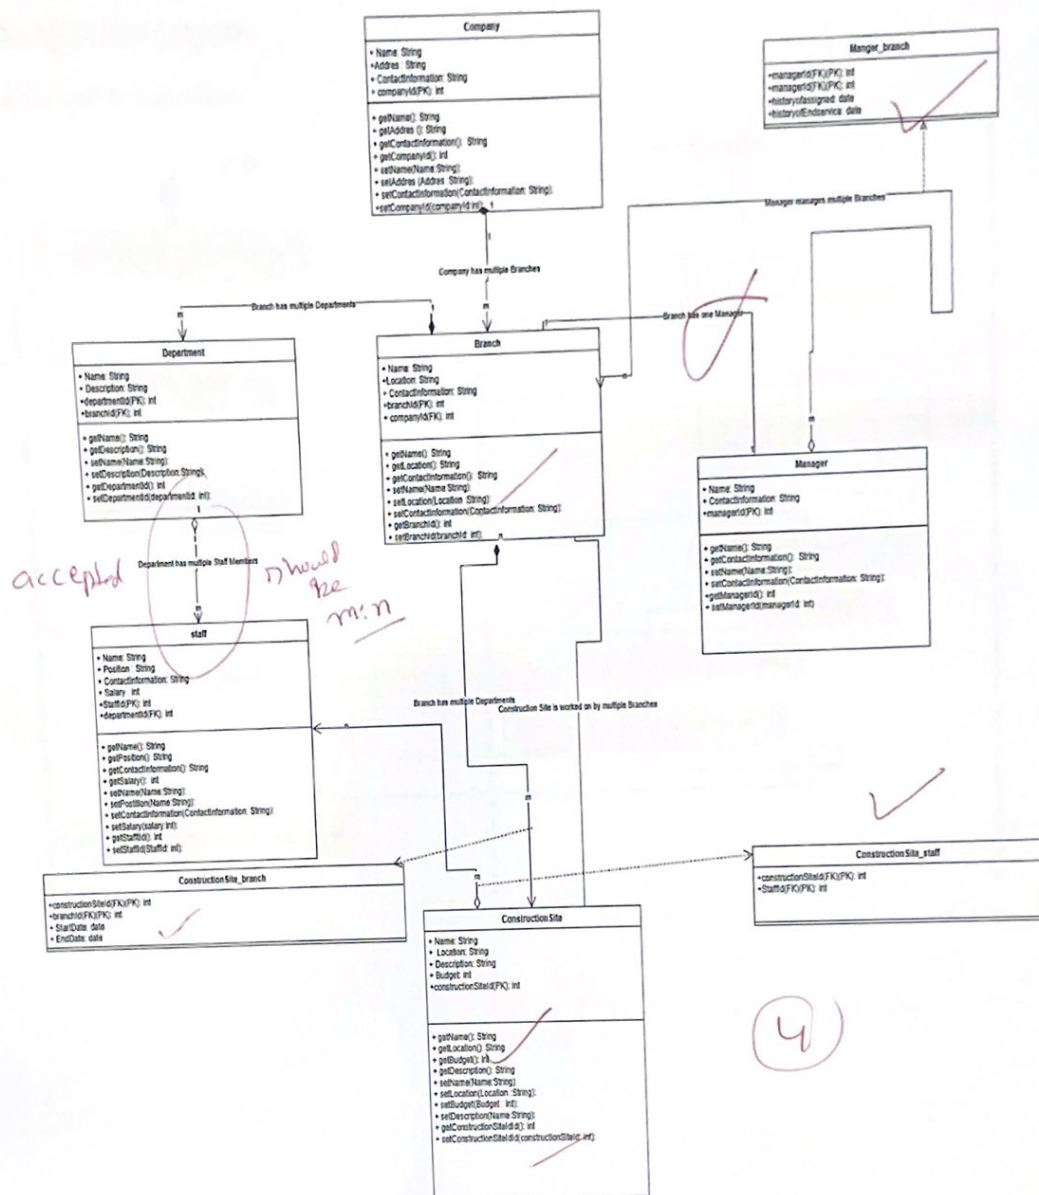 Company
+ Name: String
+Addres : String
+ ContactInformation: String
+ companyId(PK): int
+ getName(): String
+ getAddres (): String
+ getContactInformation(): String
+ getCompanyId(): int
+ setName(Name:String):
+ setAddres (Addres :String):
+ setContactInformation(ContactInformation: String):
+setCompanyId(companyId:int): 1
1
Company has multiple Branches
m
Manger_branch
+managerId(FK)(PK): int
+managerId(FK)(PK): int
+historyofassigned: date
+historyofEndservice: date
Manager manages multiple Branches
Branch has multiple Departments
m
1
Branch has one Manager
1
Department
+ Name: String
+ Description: String
+departmentId(PK): int
+branchId(FK): int
+ getName(): String
+ getDescription(): String
+ setName(Name:String):
+ setDescription(Description:String):
+ getDepartmentId(): int
+ setDepartmentId(departmentId: int):
1
Department has multiple Staff Members
m
accepted
should
be
m:n
Branch
+ Name: String
+Location: String
+ ContactInformation: String
+branchId(PK): int
+ companyId(FK): int
+ getName(): String
+ getLocation(): String
+ getContactInformation(): String
+ setName(Name:String)
+ setLocation(Location :String):
+ setContactInformation(ContactInformation: String):
+ getBranchId(): int
+ setBranchId(branchId: int):
n
m
1
Manager
+ Name: String
+ ContactInformation: String
+managerId(PK): int
+ getName(): String
+ getContactInformation(): String
+ setName(Name:String):
+ setContactInformation(ContactInformation: String):
+getManagerId(): int
+ setManagerId(managerId: int)
staff
+ Name: String
+ Position : String
+ ContactInformation: String
+ Salary : int
+StaffId(PK): int
+departmentId(FK): int
+ getName(): String
+ getPosition(): String
+ getContactInformation(): String
+ getSalary(): int
+ setName(Name:String):
+ setPostition(Name:String):
+ setContactInformation(ContactInformation: String):
+ setSalary(salary:int):
+ getStaffId(): int
+ setStaffId(StaffId: int):
Branch has multiple Departments
Construction Site is worked on by multiple Branches
m
m
ConstructionSite_branch
+constructionSiteId(FK)(PK): int
+branchId(FK)(PK): int
+ StartDate: date
+ EndDate: date
ConstructionSite_staff
+constructionSiteId(FK)(PK): int
+StaffId(FK)(PK): int
ConstructionSite
+ Name: String
+ Location: String
+ Description: String
+ Budget: int
+constructionSiteId(PK): int
+ getName(): String
+ getLocation(): String
+ getBudget(): int
+ getDescription(): String
+ setName(Name:String):
+ setLocation(Location :String):
+ setBudget(Budget : int):
+ setDescription(Name:String):
+ getConstructionSiteIdId(): int
+ setConstructionSiteIdId(constructionSiteId: int):
4